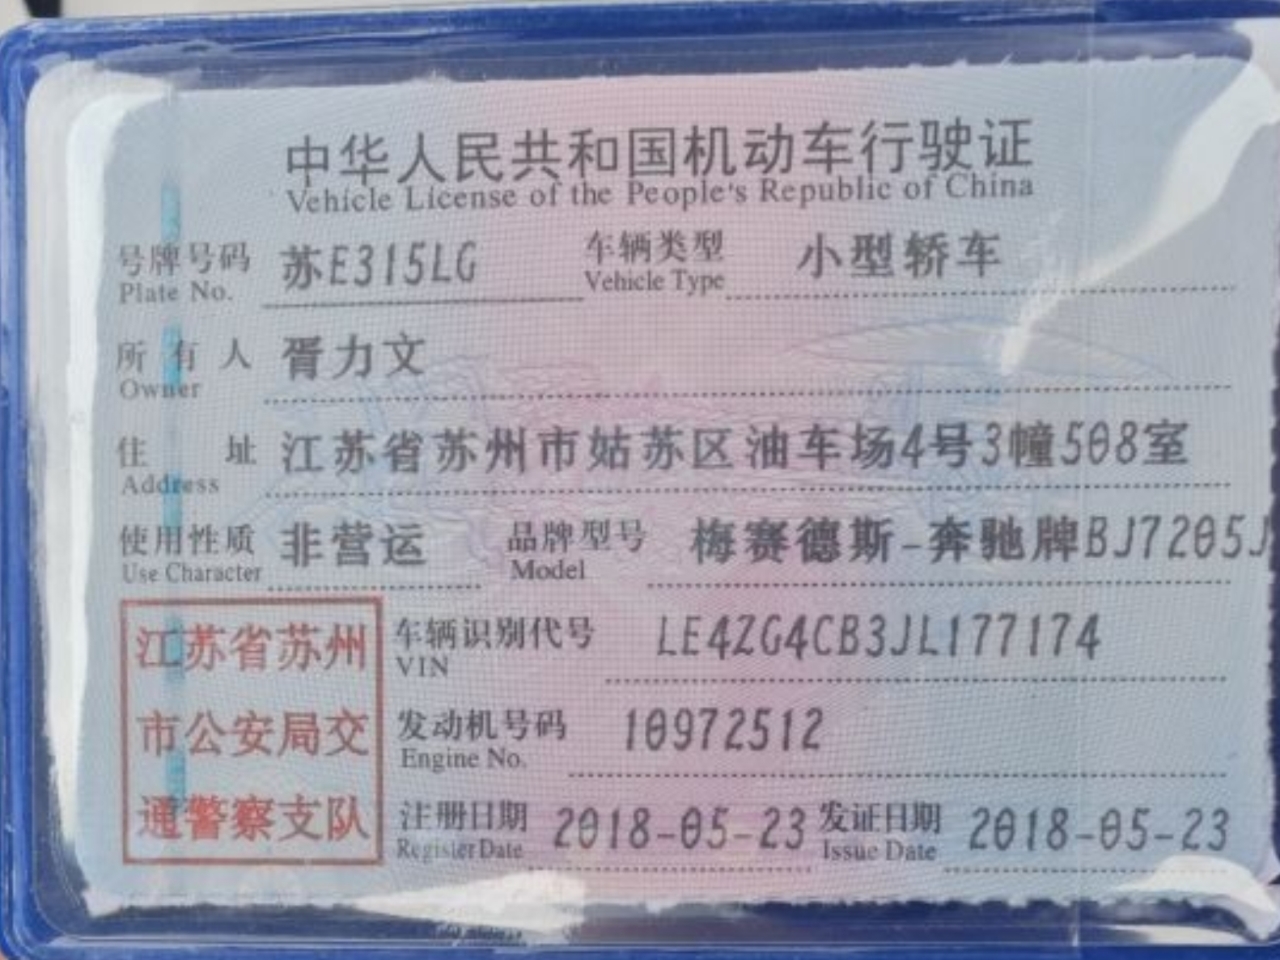 中华人民共和国机动车行驶证
Vehicle License of the People's Republic of China
号牌号码 苏E315LG 车辆类型 小型轿车
Plate No. Vehicle Type
所有人 胥力文
Owner
住址 江苏省苏州市姑苏区油车场4号3幢508室
Address
使用性质 非营运 品牌型号 梅赛德斯-奔驰牌BJ7205J
Use Character Model
江苏省苏州
市公安局交
通警察支队
车辆识别代号 LE4ZG4CB3JL177174
VIN
发动机号码 10972512
Engine No.
注册日期 2018-05-23 发证日期 2018-05-23
Register Date Issue Date